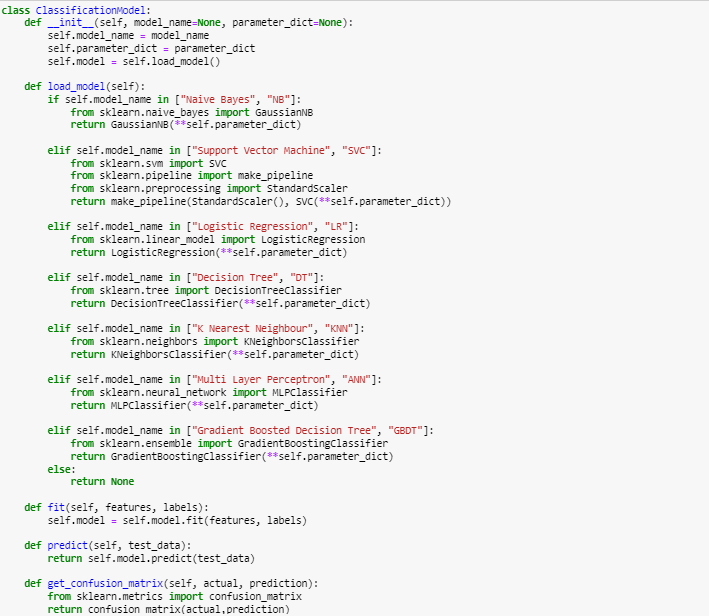 class ClassificationModel:
    def __init__(self, model_name=None, parameter_dict=None):
        self.model_name = model_name
        self.parameter_dict = parameter_dict
        self.model = self.load_model()

    def load_model(self):
        if self.model_name in ["Naive Bayes", "NB"]:
            from sklearn.naive_bayes import GaussianNB
            return GaussianNB(**self.parameter_dict)

        elif self.model_name in ["Support Vector Machine", "SVC"]:
            from sklearn.svm import SVC
            from sklearn.pipeline import make_pipeline
            from sklearn.preprocessing import StandardScaler
            return make_pipeline(StandardScaler(), SVC(**self.parameter_dict))

        elif self.model_name in ["Logistic Regression", "LR"]:
            from sklearn.linear_model import LogisticRegression
            return LogisticRegression(**self.parameter_dict)

        elif self.model_name in ["Decision Tree", "DT"]:
            from sklearn.tree import DecisionTreeClassifier
            return DecisionTreeClassifier(**self.parameter_dict)

        elif self.model_name in ["K Nearest Neighbour", "KNN"]:
            from sklearn.neighbors import KNeighborsClassifier
            return KNeighborsClassifier(**self.parameter_dict)

        elif self.model_name in ["Multi Layer Perceptron", "ANN"]:
            from sklearn.neural_network import MLPClassifier
            return MLPClassifier(**self.parameter_dict)

        elif self.model_name in ["Gradient Boosted Decision Tree", "GBDT"]:
            from sklearn.ensemble import GradientBoostingClassifier
            return GradientBoostingClassifier(**self.parameter_dict)
        else:
            return None

    def fit(self, features, labels):
        self.model = self.model.fit(features, labels)

    def predict(self, test_data):
        return self.model.predict(test_data)

    def get_confusion_matrix(self, actual, prediction):
        from sklearn.metrics import confusion_matrix
        return confusion_matrix(actual,prediction)